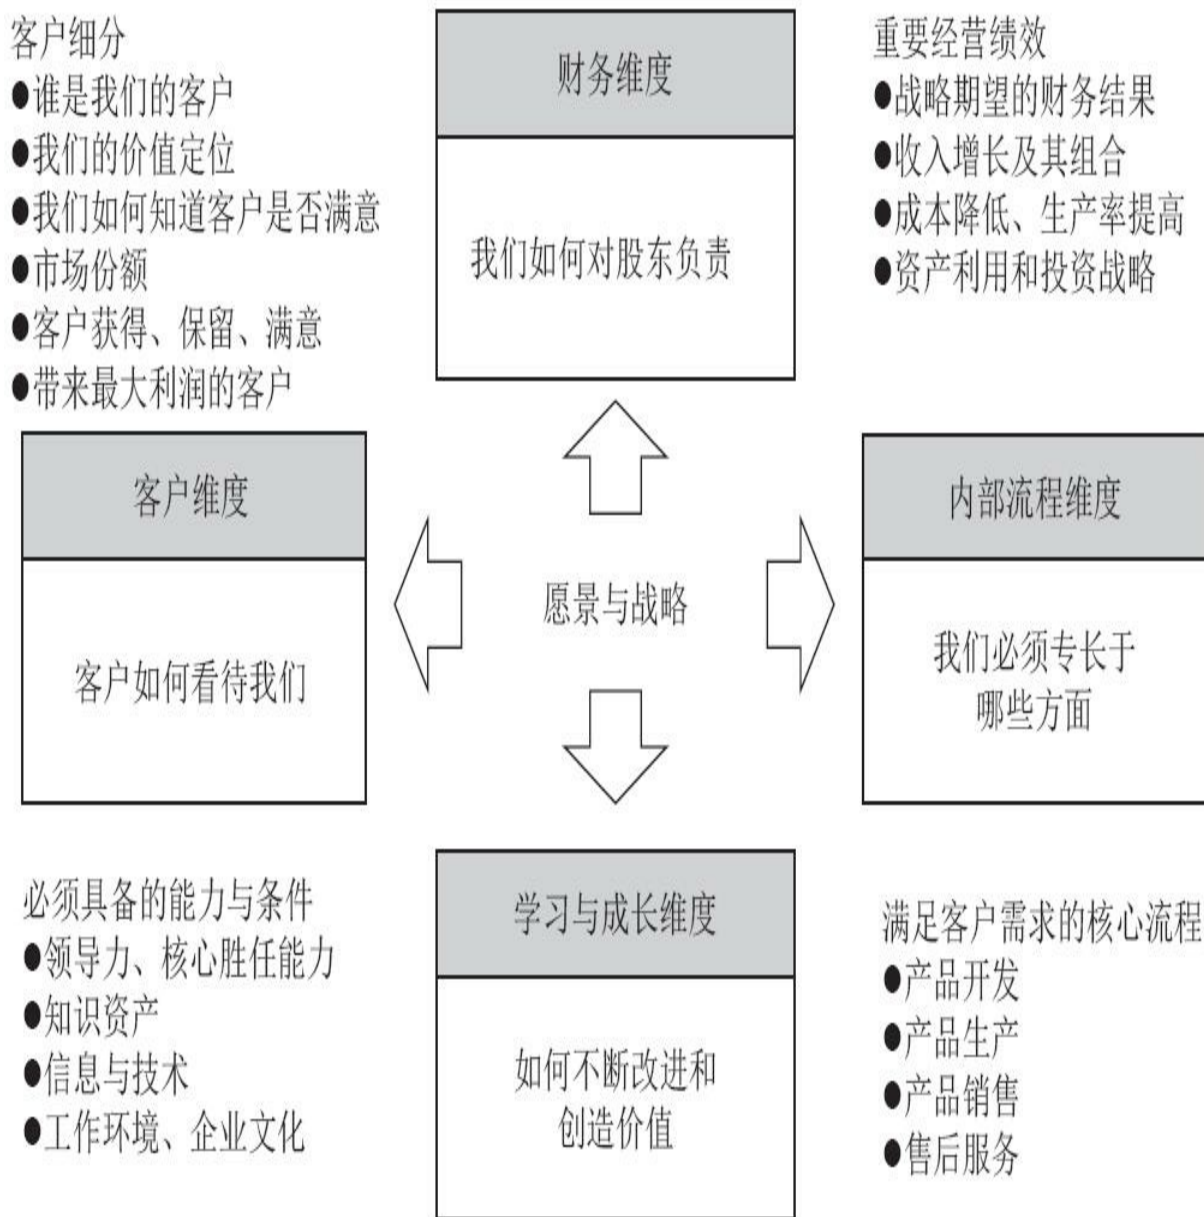 客户细分
●谁是我们的客户
●我们的价值定位
●我们如何知道客户是否满意
●市场份额
●客户获得、保留、满意
●带来最大利润的客户
财务维度
我们如何对股东负责
重要经营绩效
●战略期望的财务结果
●收入增长及其组合
●成本降低、生产率提高
●资产利用和投资战略
客户维度
客户如何看待我们
愿景与战略
内部流程维度
我们必须专长于
哪些方面
必须具备的能力与条件
●领导力、核心胜任能力
●知识资产
●信息与技术
●工作环境、企业文化
学习与成长维度
如何不断改进和
创造价值
满足客户需求的核心流程
●产品开发
●产品生产
●产品销售
●售后服务